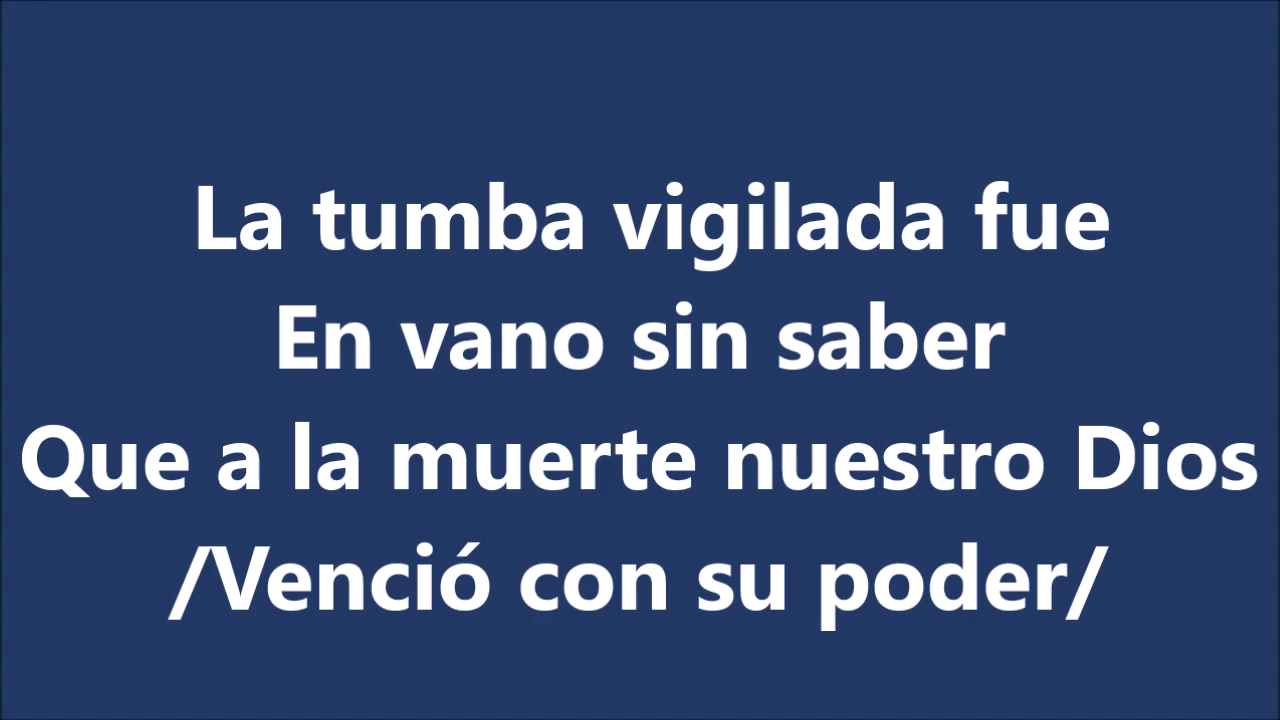 La tumba vigilada fue
En vano sin saber
Que a la muerte nuestro Dios
/Venció con su poder/